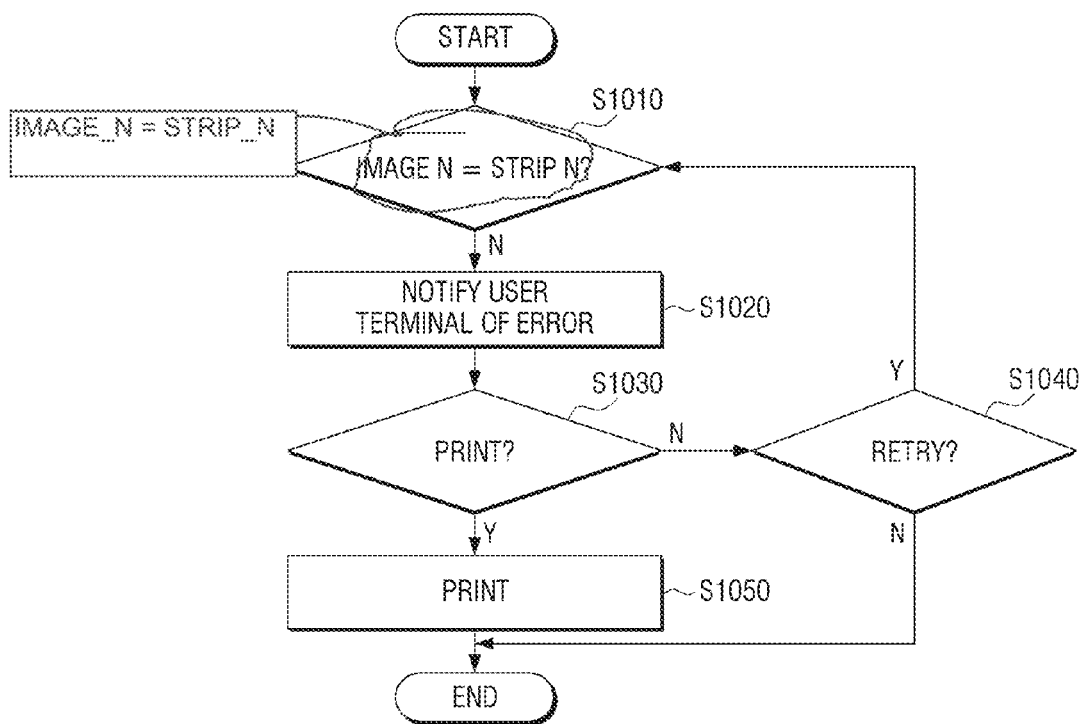 START
S1010
IMAGE_N = STRIP_N
IMAGE N = STRIP N?
N
NOTIFY USER
TERMINAL OF ERROR
S1020
Y
S1030
S1040
PRINT?
N
RETRY?
Y
N
PRINT
S1050
END